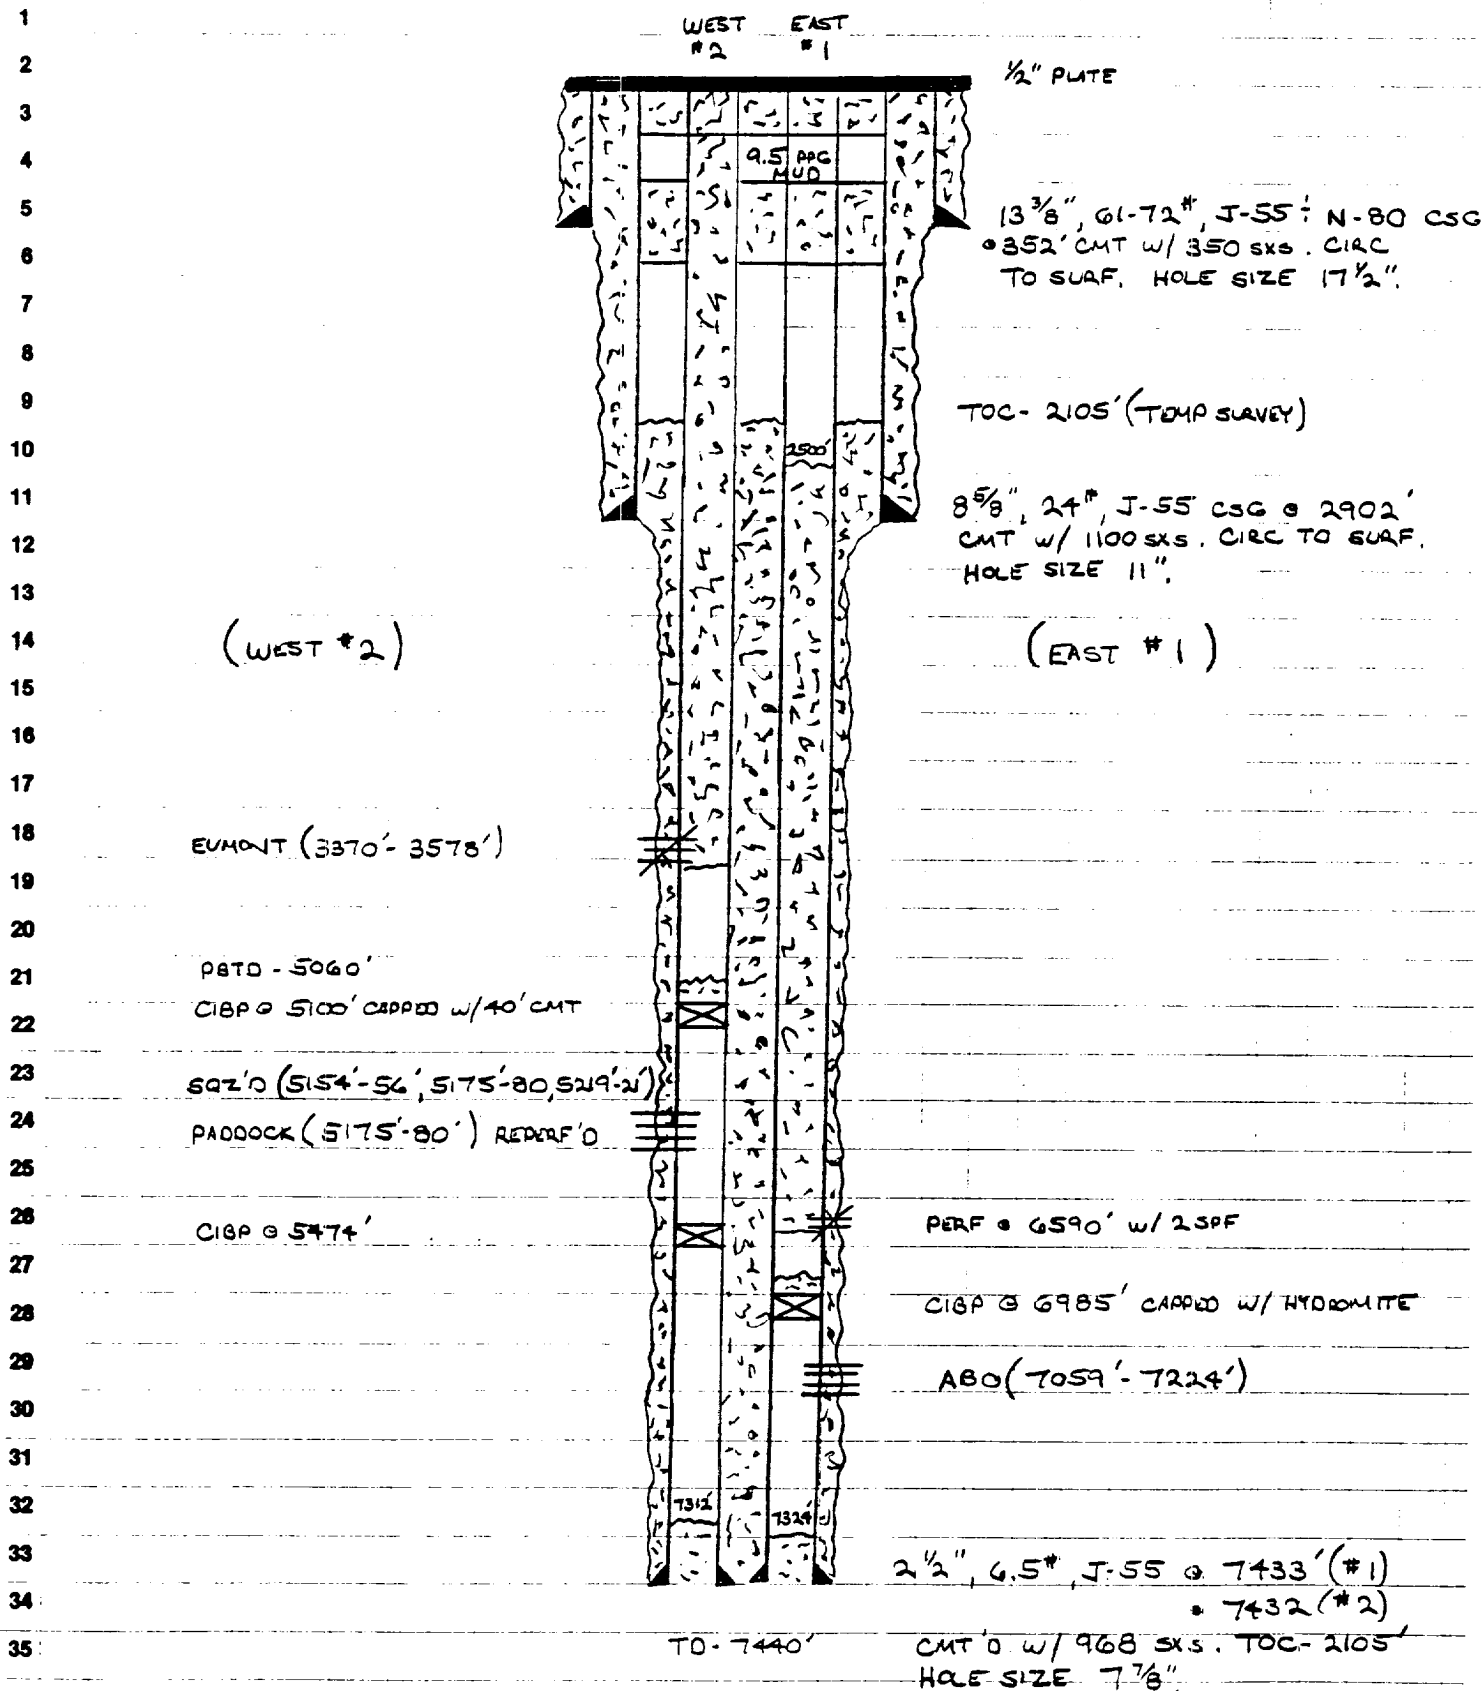 1
WEST EAST
#2 #1
2
1/2" PLATE
3
4
9.5 PPG
MUD
5
13 3/8", 61-72#, J-55 & N-80 CSG
@ 352' CMT W/ 350 SXS. CIRC
6
TO SURF. HOLE SIZE 17 1/2".
7
8
9
TOC- 2105' (TEMP SURVEY)
10
2500'
11
8 5/8", 24#, J-55 CSG @ 2902'
12
CMT W/ 1100 SXS. CIRC TO SURF.
HOLE SIZE 11".
13
14
(WEST #2)
(EAST #1)
15
16
17
18
EUMONT (3370'-3578')
19
20
21
PBTD - 5060'
CIBP @ 5100' CAPPED W/40' CMT
22
23
SQZ'D (5154'-56', 5175'-80, 5219'-21')
24
PADDOCK (5175'-80') REPERF'D
25
26
CIBP @ 5474'
PERF @ 6590' W/ 2SPF
27
28
CIBP @ 6985' CAPPED W/ HYDROMITE
29
ABO (7059'-7224')
30
31
32
7312'
7324'
33
2 1/2", 6.5#, J-55 @ 7433' (#1)
34
@ 7432 (#2)
35
TD- 7440'
CMT'D W/ 968 SXS. TOC- 2105'
HOLE SIZE 7 7/8"